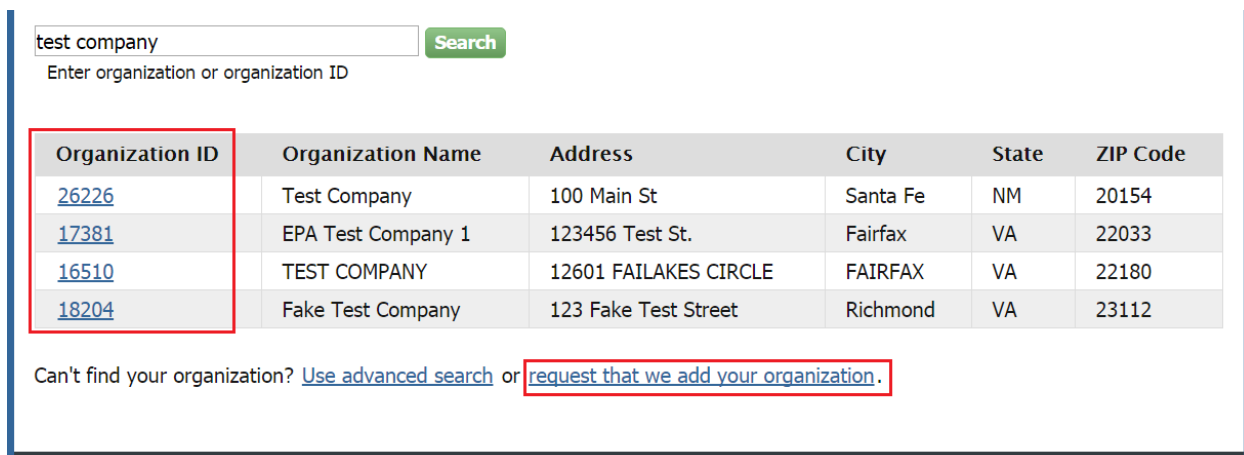 test company
Search
Enter organization or organization ID
Organization ID Organization Name Address City State ZIP Code
26226 Test Company 100 Main St Santa Fe NM 20154
17381 EPA Test Company 1 123456 Test St. Fairfax VA 22033
16510 TEST COMPANY 12601 FAILAKES CIRCLE FAIRFAX VA 22180
18204 Fake Test Company 123 Fake Test Street Richmond VA 23112
Can't find your organization? Use advanced search or request that we add your organization.